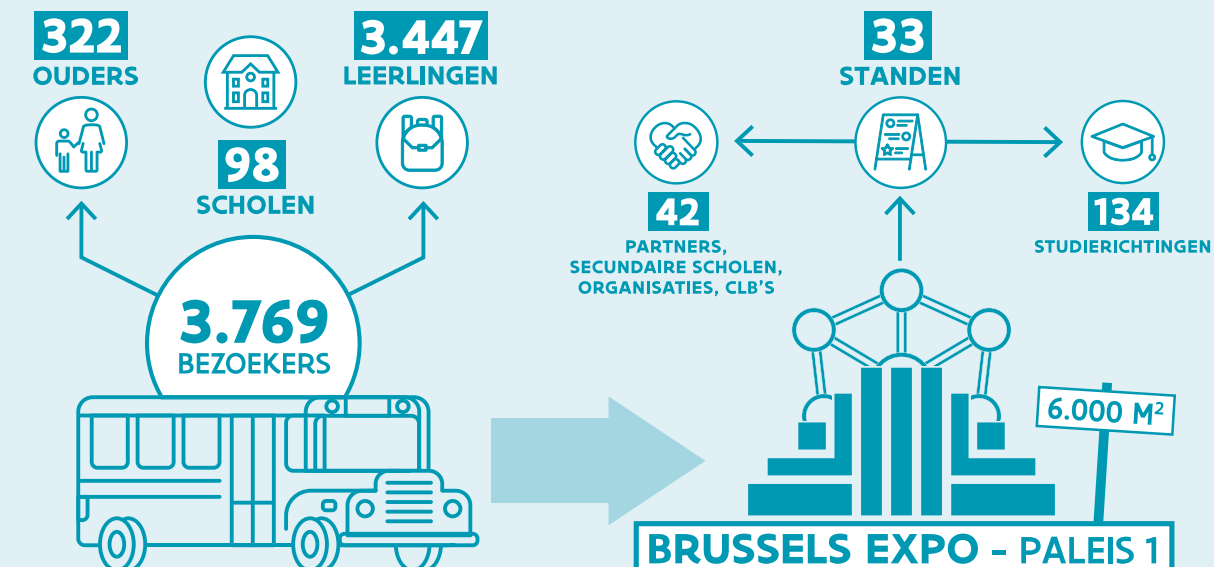 322
OUDERS
98
SCHOLEN
3.447
LEERLINGEN
3.769
BEZOEKERS
33
STANDEN
42
PARTNERS,
SECUNDAIRE SCHOLEN,
ORGANISATIES, CLB'S
134
STUDIERICHTINGEN
6.000 M²
BRUSSELS EXPO - PALEIS 1